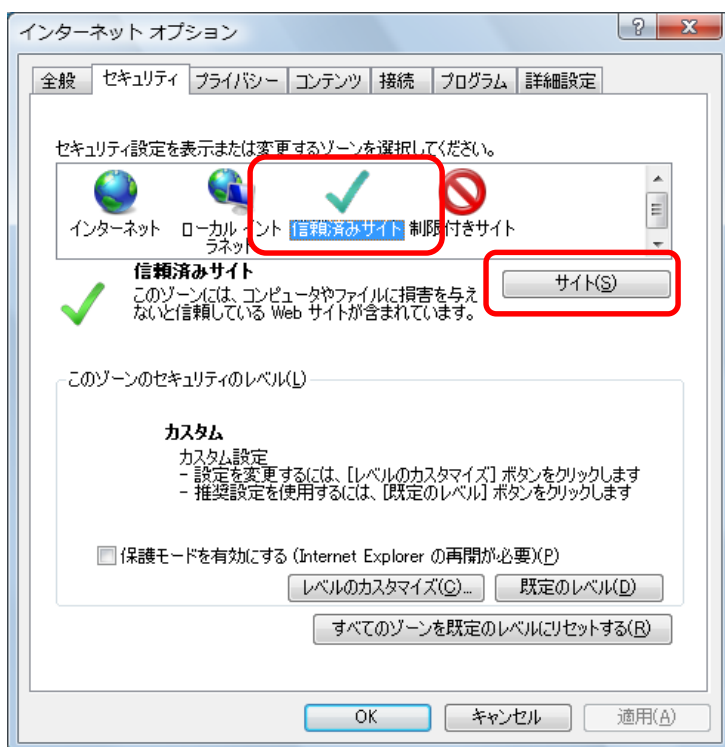 インターネット オプション
全般 セキュリティ プライバシー コンテンツ 接続 プログラム 詳細設定
セキュリティ設定を表示または変更するゾーンを選択してください。
インターネット ローカル イント 信頼済みサイト 制限付きサイト
ラネット
信頼済みサイト
このゾーンには、コンピュータやファイルに損害を与え
ないと信頼している Web サイトが含まれています。
サイト(S)
このゾーンのセキュリティのレベル(L)
カスタム
カスタム設定
- 設定を変更するには、[レベルのカスタマイズ] ボタンをクリックします
- 推奨設定を使用するには、[既定のレベル] ボタンをクリックします
保護モードを有効にする (Internet Explorer の再開が必要)(P)
レベルのカスタマイズ(C)... 既定のレベル(D)
すべてのゾーンを既定のレベルにリセットする(R)
OK キャンセル 適用(A)